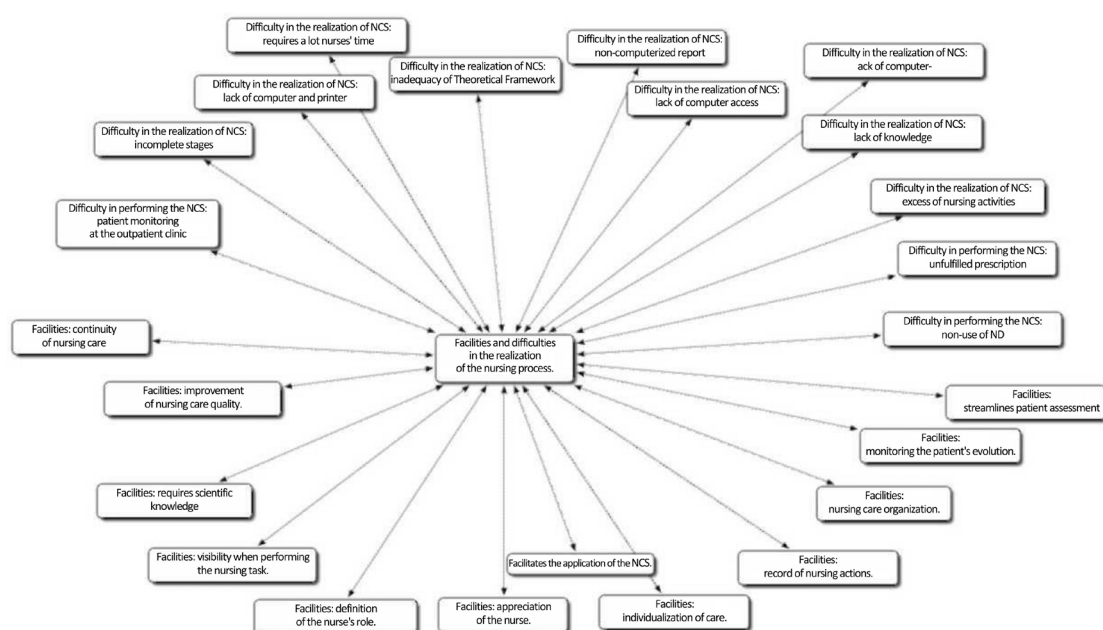 Difficulty in the realization of NCS:
requires a lot nurses' time
Difficulty in the realization of NCS:
non-computerized report
Difficulty in the realization of NCS:
ack of computer-
Difficulty in the realization of NCS:
inadequacy of Theoretical Framework
Difficulty in the realization of NCS:
lack of computer and printer
Difficulty in the realization of NCS:
lack of computer access
Difficulty in the realization of NCS:
incomplete stages
Difficulty in the realization of NCS:
lack of knowledge
Difficulty in performing the NCS:
patient monitoring
at the outpatient clinic
Difficulty in the realization of NCS:
excess of nursing activities
Difficulty in performing the NCS:
unfulfilled prescription
Facilities: continuity
of nursing care
Facilities and difficulties
in the realization
of the nursing process.
Difficulty in performing the NCS:
non-use of ND
Facilities: improvement
of nursing care quality.
Facilities:
streamlines patient assessment
Facilities:
monitoring the patient's evolution.
Facilities: requires scientific
knowledge
Facilities:
nursing care organization.
Facilities: visibility when performing
the nursing task.
Facilitates the application of the NCS.
Facilities:
record of nursing actions.
Facilities: definition
of the nurse's role.
Facilities: appreciation
of the nurse.
Facilities:
individualization of care.